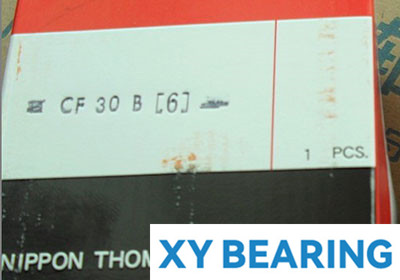 CF 30 B [6]
1 PCS.
NIPPON THOM
XY BEARING